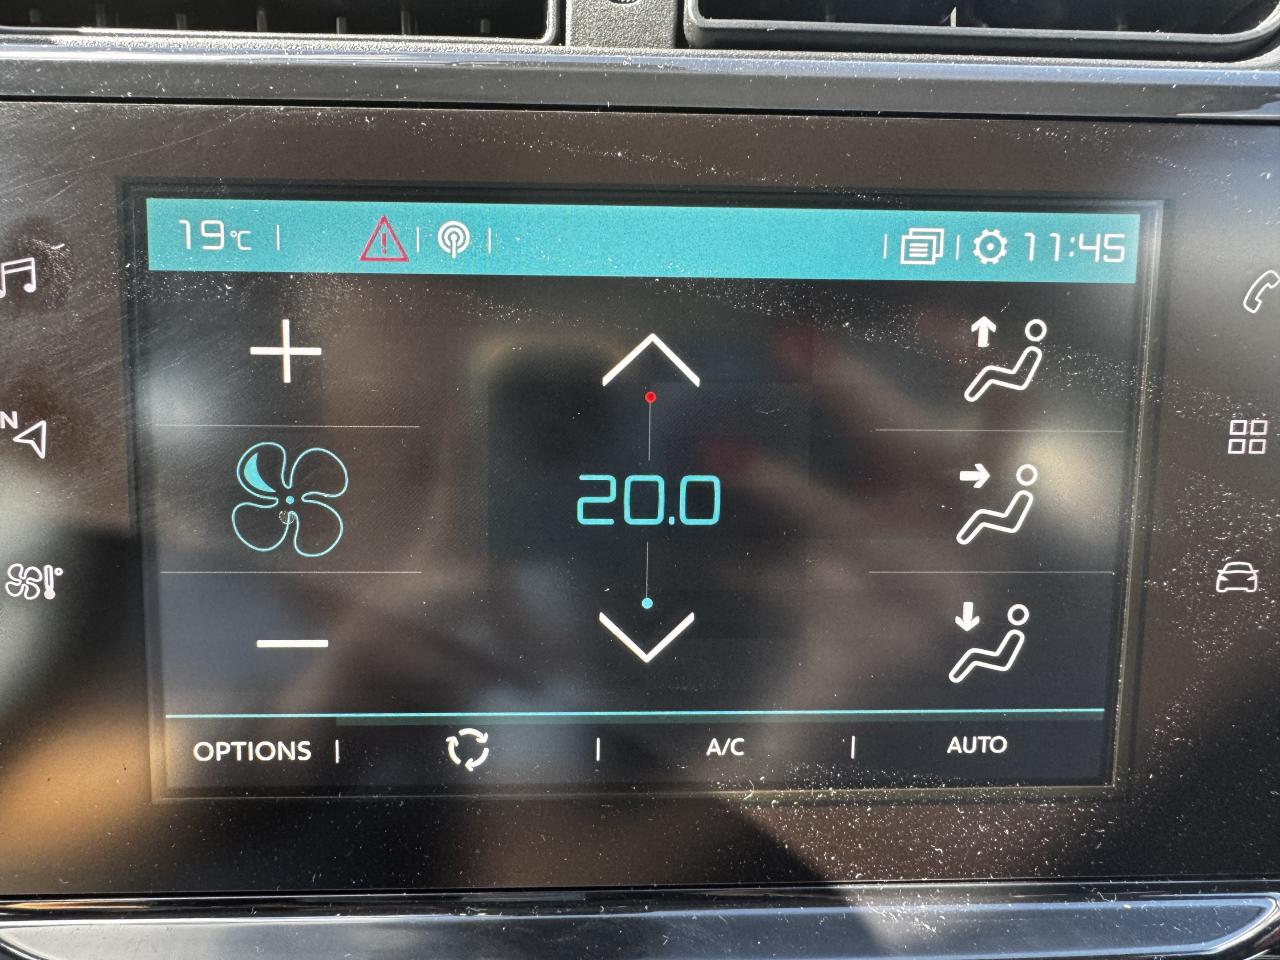 19°C
11:45
N
20.0
OPTIONS
A/C
AUTO